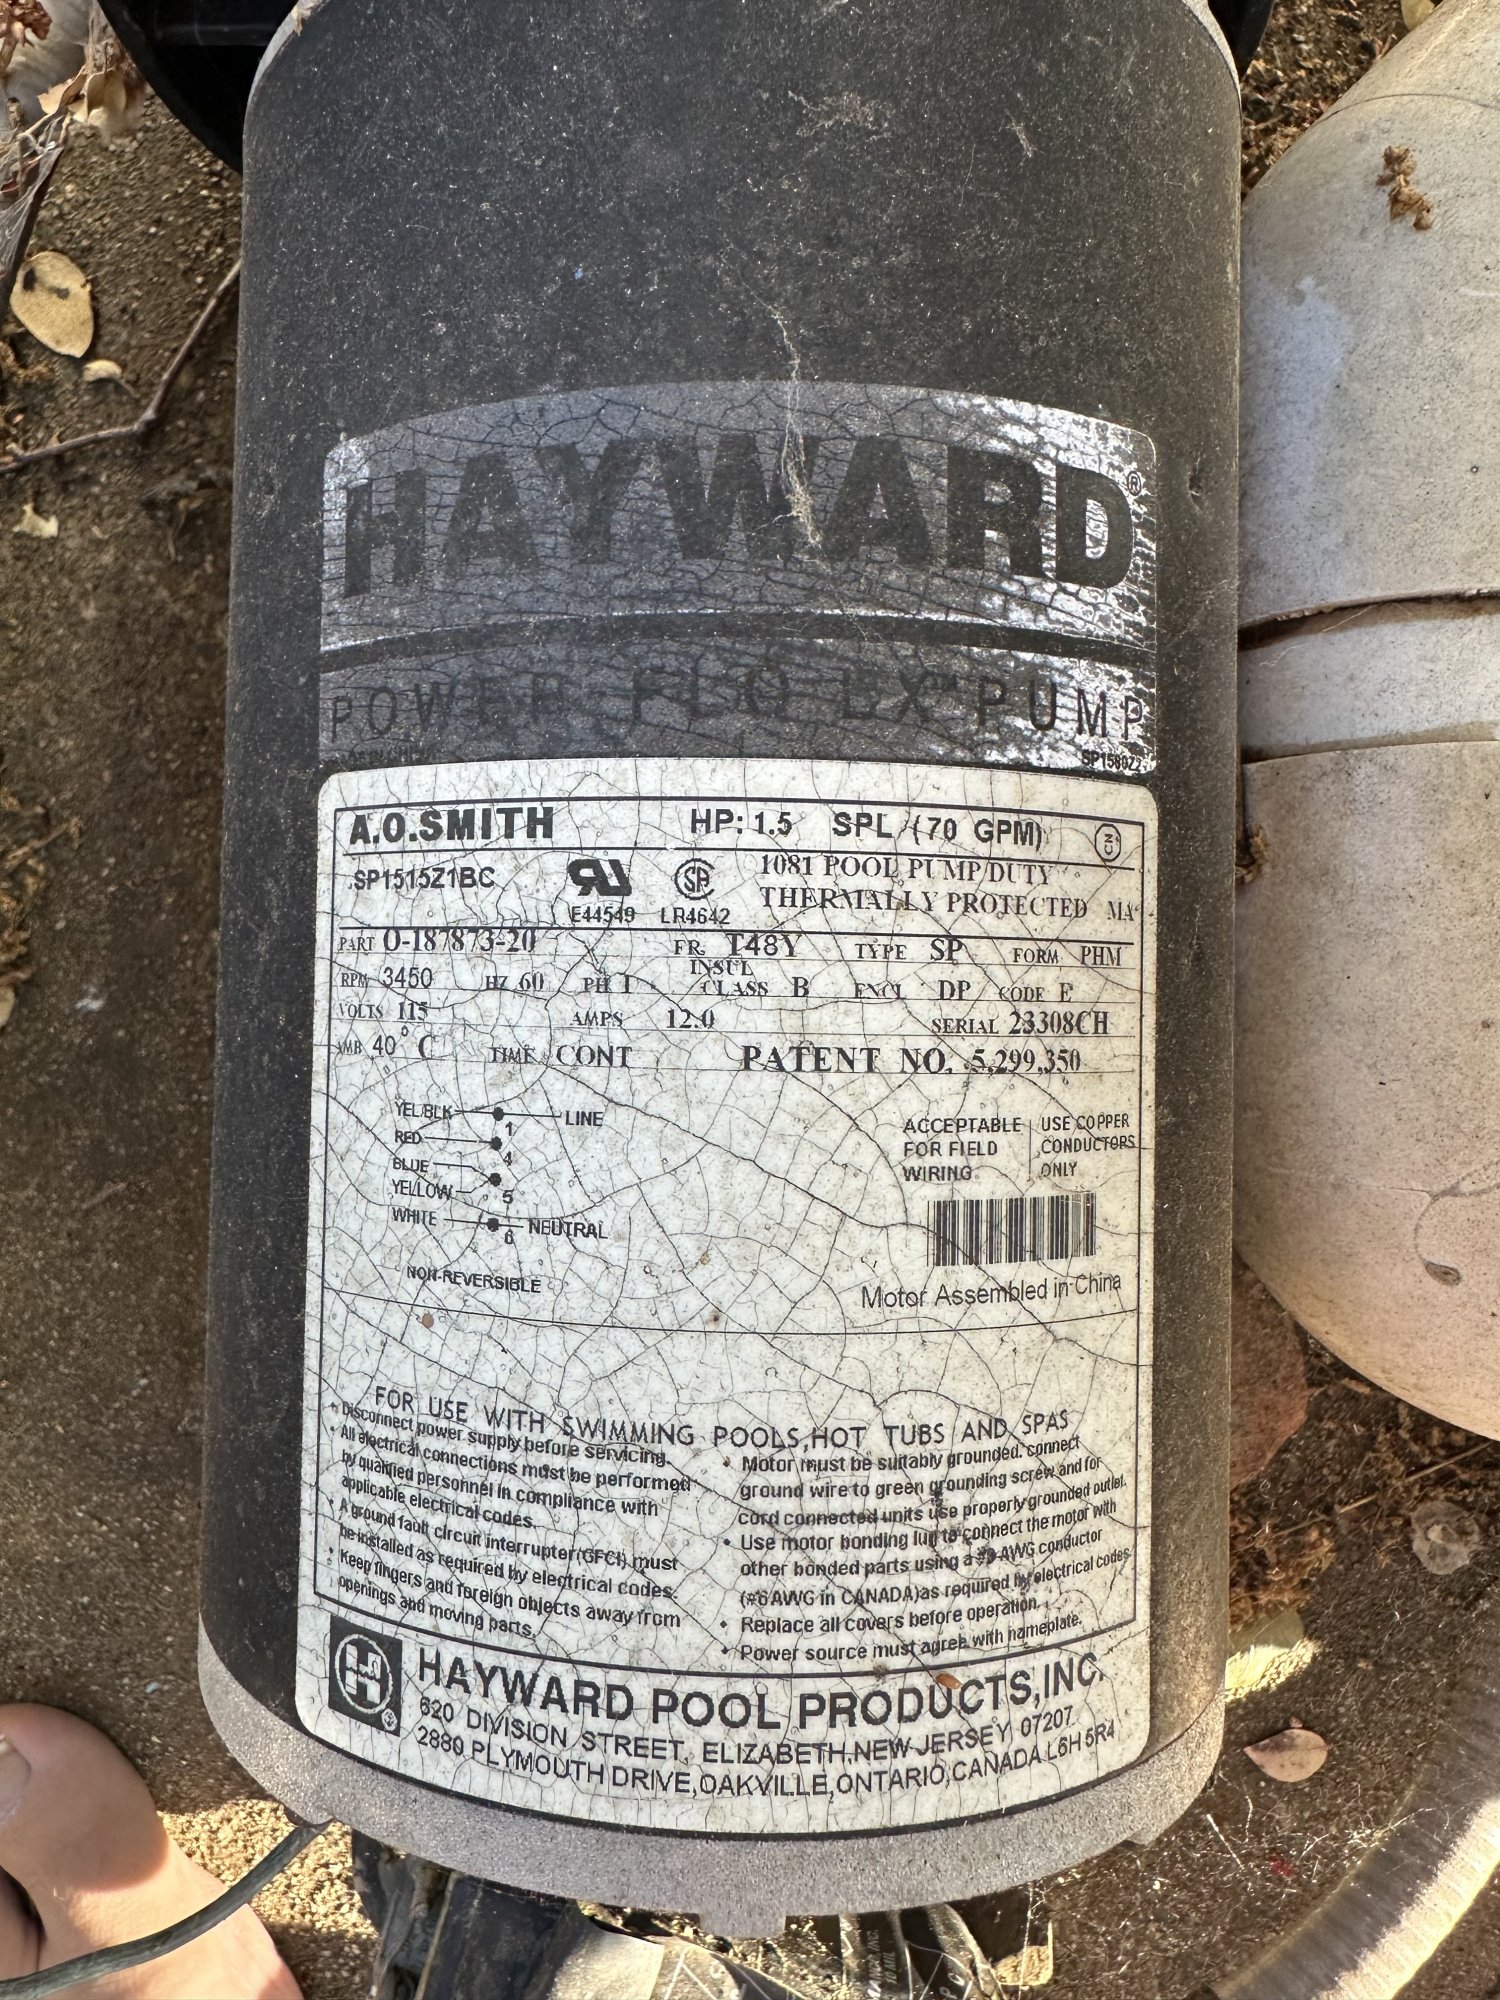 HAYWARD®
POWER-FLO LX™ PUMP
SP1580Z2
A.O.SMITH HP: 1.5 SPL (70 GPM)
SP1515Z1BC
E44549 LR4642
1081 POOL PUMP DUTY
THERMALLY PROTECTED MA
PART O-187873-20 FR. T48Y TYPE SP FORM PHM
RPM 3450 HZ 60 PH 1 INSUL CLASS B ENCL DP CODE E
VOLTS 115 AMPS 12.0 SERIAL 23308CH
AMB 40° C TIME CONT PATENT NO. 5,299,350
YEL/BLK LINE
1
RED
4
BLUE
YELLOW
5
WHITE NEUTRAL
6
NON-REVERSIBLE
ACCEPTABLE
FOR FIELD
WIRING
USE COPPER
CONDUCTORS
ONLY
Motor Assembled in China
FOR USE WITH SWIMMING POOLS,HOT TUBS AND SPAS
• Disconnect power supply before servicing.
• All electrical connections must be performed
by qualified personnel in compliance with
applicable electrical codes.
• A ground fault circuit interrupter(GFCI) must
be installed as required by electrical codes.
• Keep fingers and foreign objects away from
openings and moving parts.
• Motor must be suitably grounded. connect
ground wire to green grounding screw and for
cord connected units use properly grounded outlet.
• Use motor bonding lug to connect the motor with
other bonded parts using a AWG conductor
(#6 AWG in CANADA)as required by electrical codes
• Replace all covers before operation.
• Power source must agree with nameplate.
H®
HAYWARD POOL PRODUCTS,INC.
620 DIVISION STREET, ELIZABETH,NEW JERSEY 07207
2880 PLYMOUTH DRIVE,OAKVILLE,ONTARIO,CANADA L6H 5R4